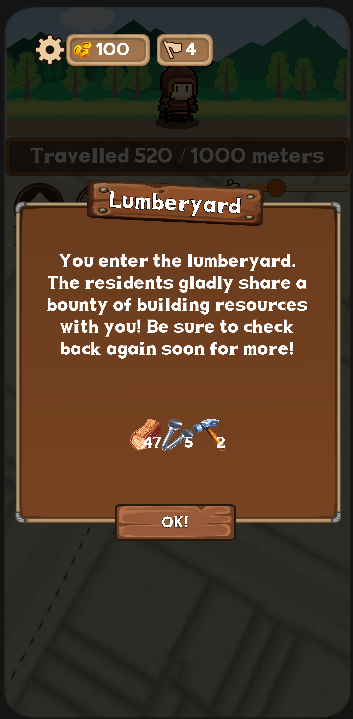 100
4
Travelled 520 / 1000 meters
Lumberyard
You enter the lumberyard.
The residents gladly share a
bounty of building resources
with you! Be sure to check
back again soon for more!
47 5 2
OK!